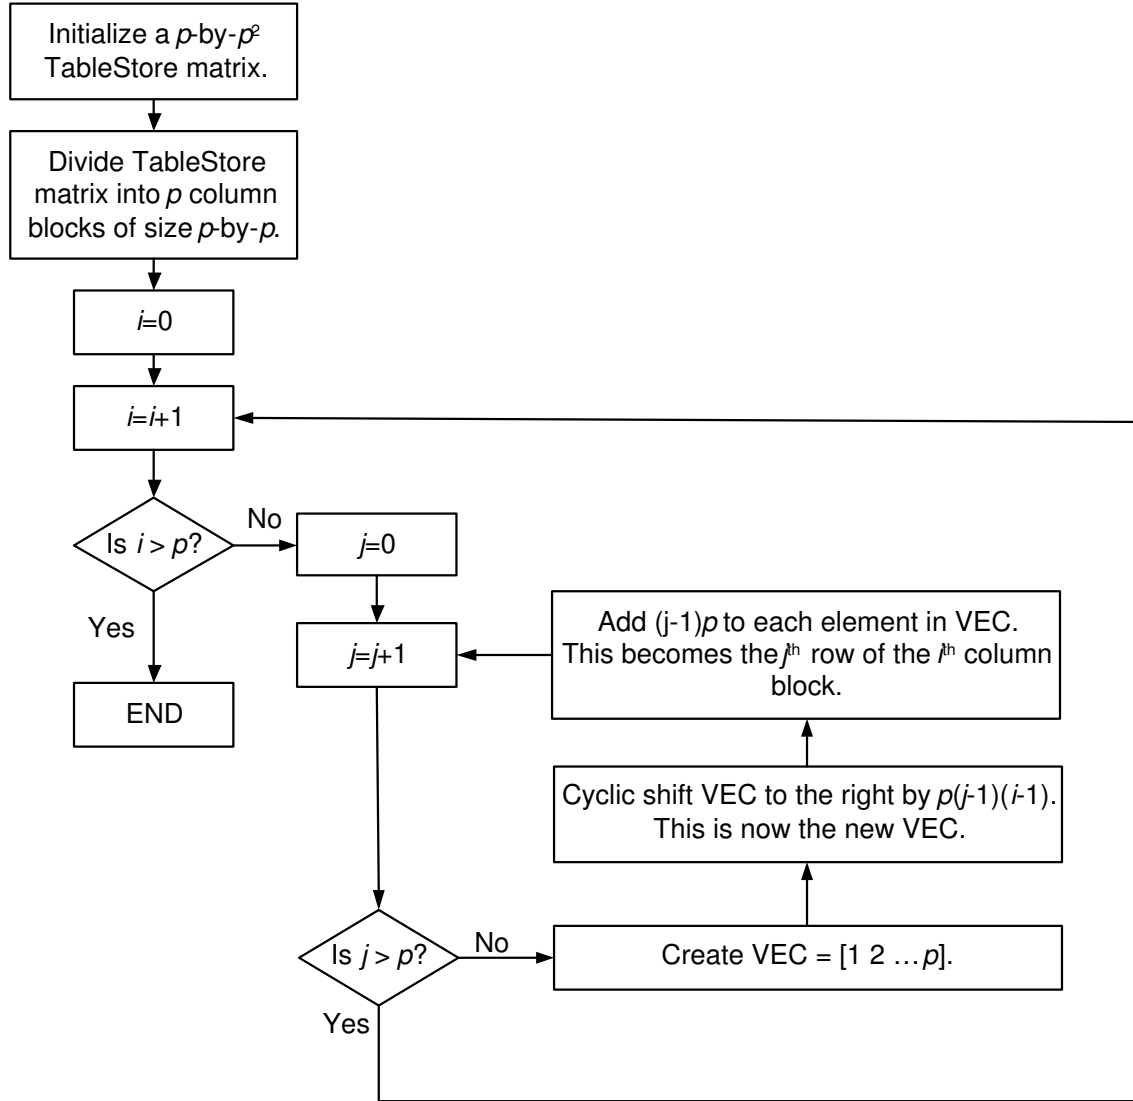 Initialize a p-by-p²
TableStore matrix.
Divide TableStore
matrix into p column
blocks of size p-by-p.
i=0
i=i+1
Is i > p?
No
Yes
END
j=0
j=j+1
Add (j-1)p to each element in VEC.
This becomes the jᵗʰ row of the iᵗʰ column
block.
Cyclic shift VEC to the right by p(j-1)(i-1).
This is now the new VEC.
Is j > p?
No
Create VEC = [1 2 … p].
Yes